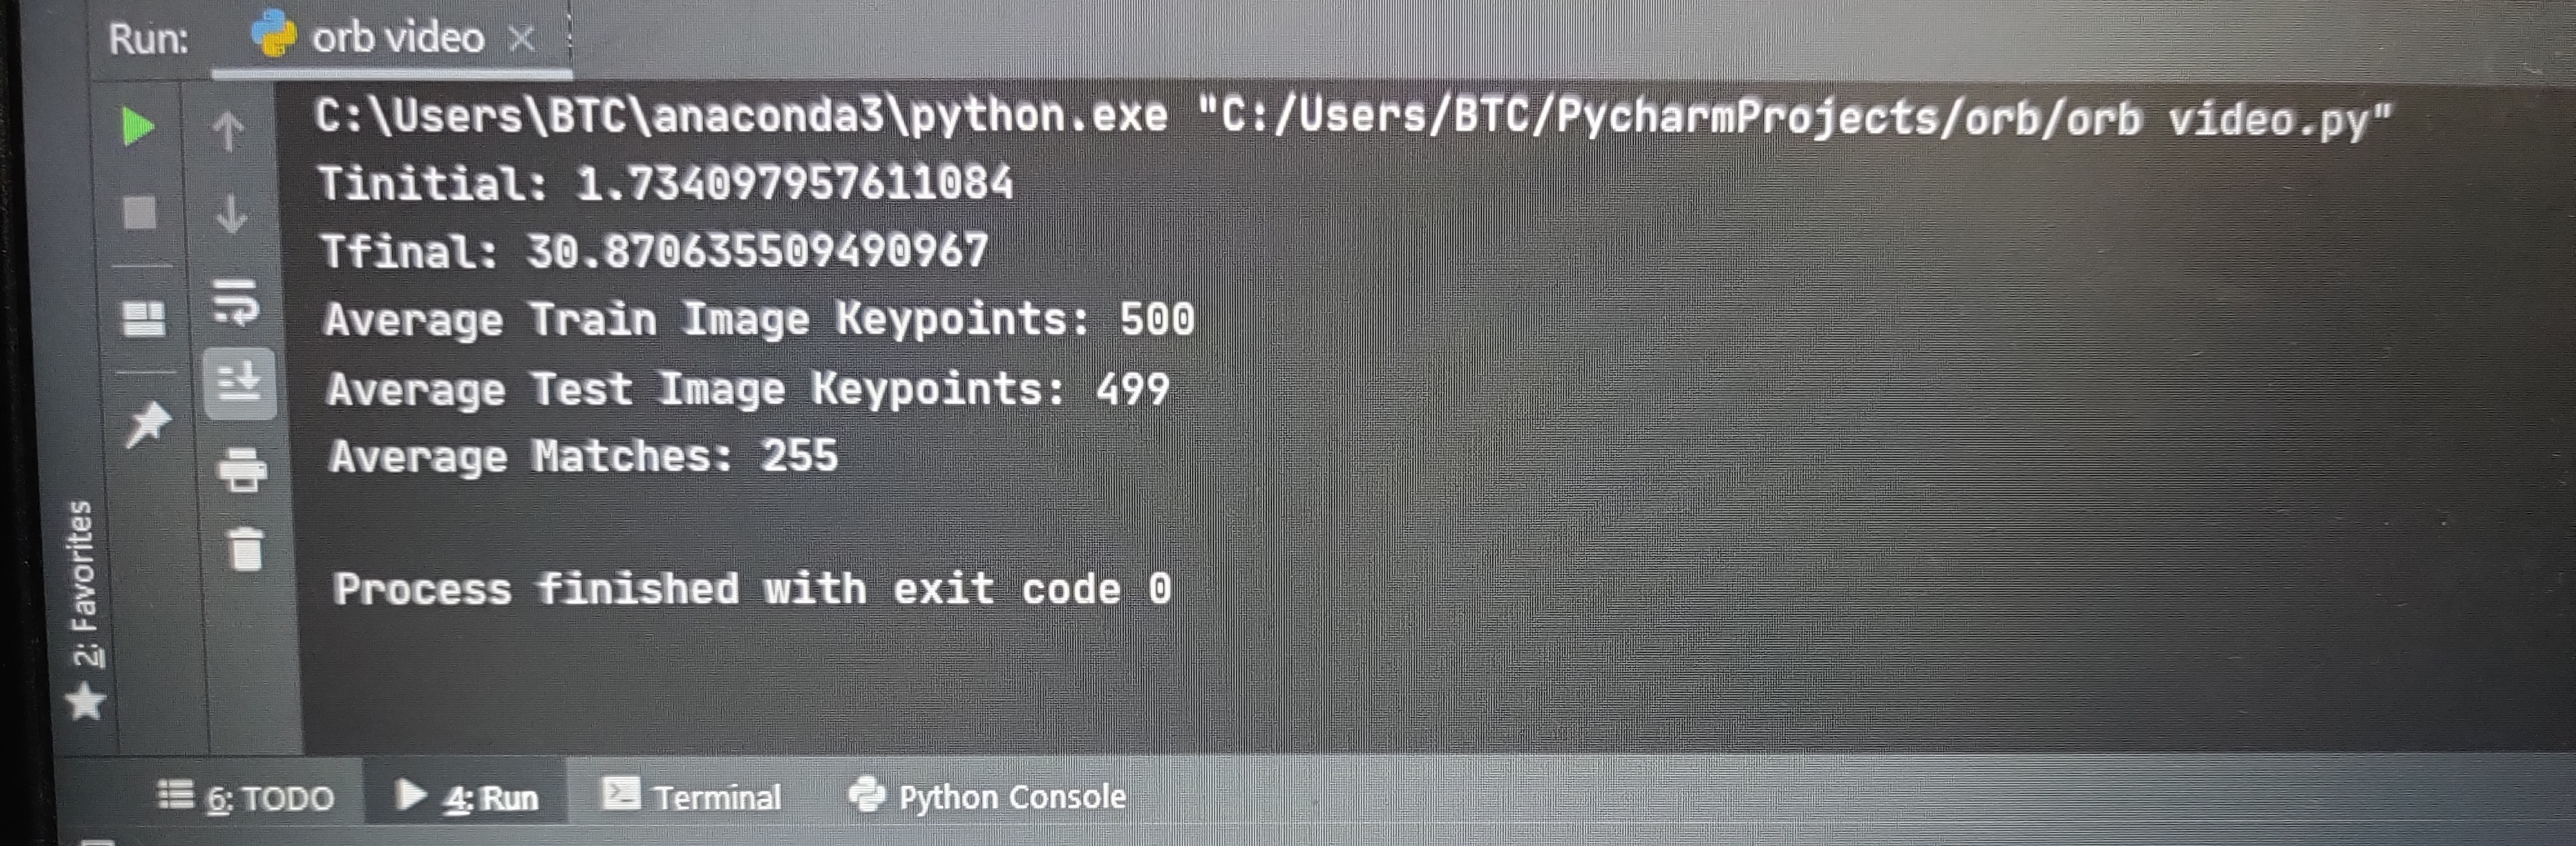 Run: orb video
C:\Users\BTC\anaconda3\python.exe "C:/Users/BTC/PycharmProjects/orb/orb video.py"
Tinitial: 1.734097957611084
Tfinal: 30.870635509490967
Average Train Image Keypoints: 500
Average Test Image Keypoints: 499
Average Matches: 255
Process finished with exit code 0
2: Favorites
6: TODO 4: Run Terminal Python Console